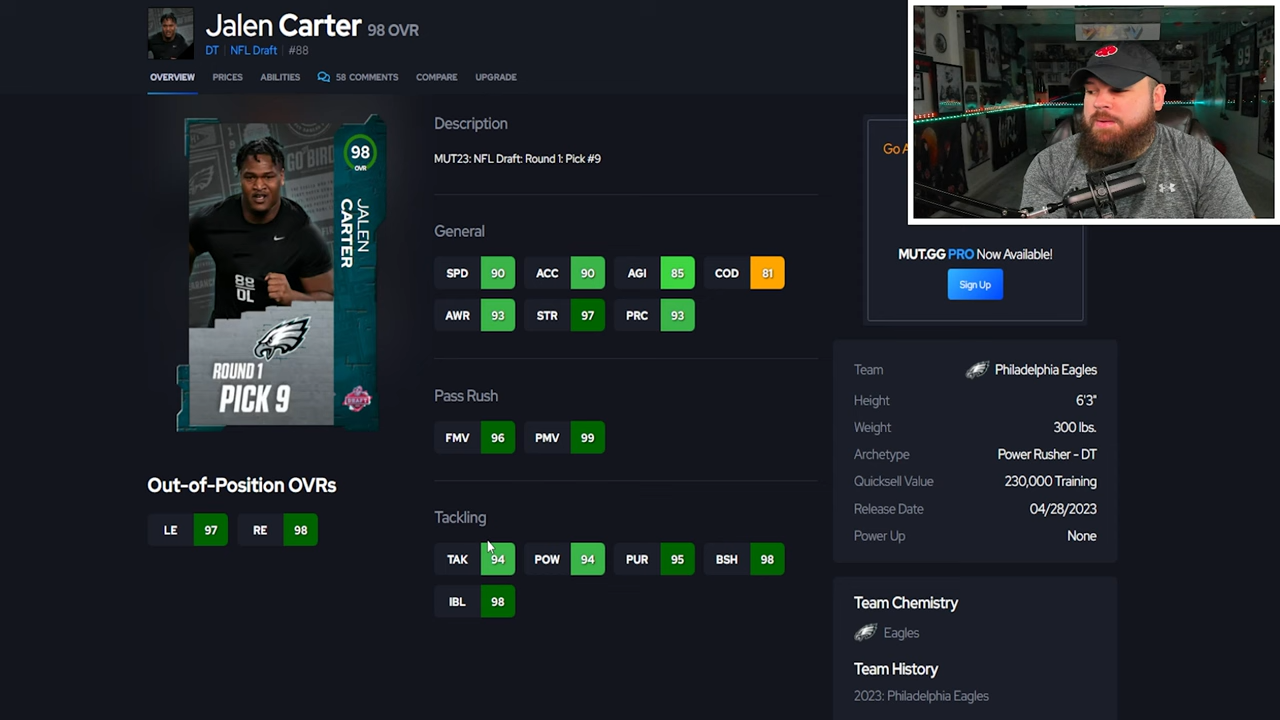 Jalen Carter 98 OVR
DT NFL Draft #88
OVERVIEW PRICES ABILITIES 58 COMMENTS COMPARE UPGRADE
98
OVR
JALEN
CARTER
88
OL
ROUND 1
PICK 9
Out-of-Position OVRs
LE 97 RE 98
Description
MUT23: NFL Draft: Round 1: Pick #9
General
SPD 90 ACC 90 AGI 85 COD 81
AWR 93 STR 97 PRC 93
Pass Rush
FMV 96 PMV 99
Tackling
TAK 94 POW 94 PUR 95 BSH 98
IBL 98
Go
MUT.GG PRO Now Available!
Sign Up
Team Philadelphia Eagles
Height 6'3"
Weight 300 lbs.
Archetype Power Rusher - DT
Quicksell Value 230,000 Training
Release Date 04/28/2023
Power Up None
Team Chemistry
Eagles
Team History
2023: Philadelphia Eagles